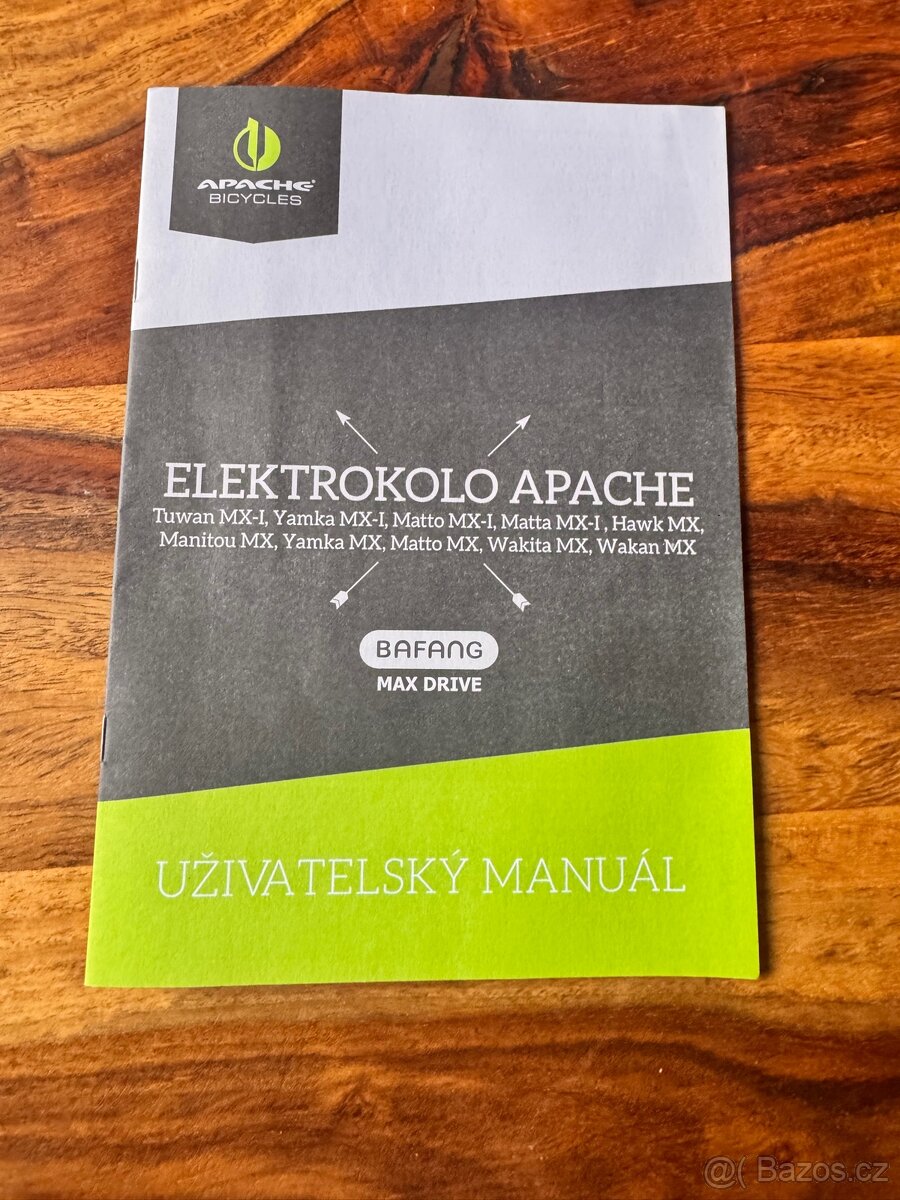 APACHE®
BICYCLES
ELEKTROKOLO APACHE
Tuwan MX-I, Yamka MX-I, Matto MX-I, Matta MX-I , Hawk MX,
Manitou MX, Yamka MX, Matto MX, Wakita MX, Wakan MX
BAFANG
MAX DRIVE
UŽIVATELSKÝ MANUÁL
@( Bazos.cz